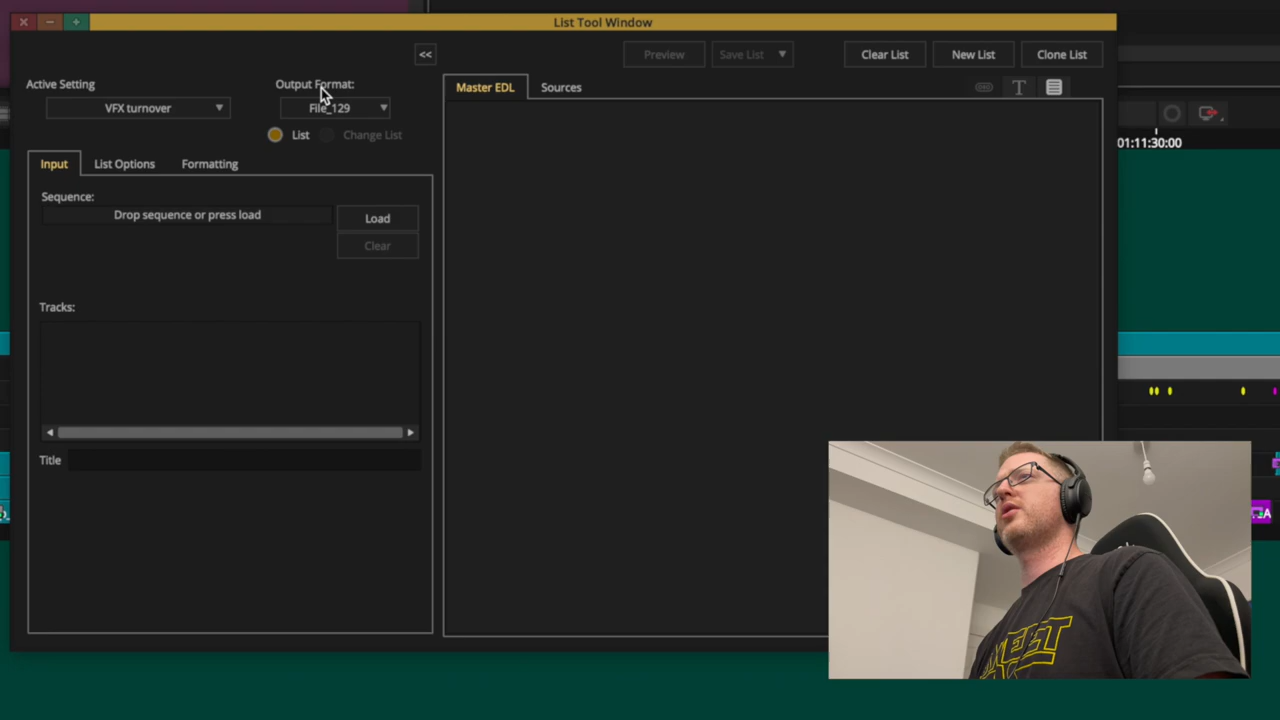 List Tool Window
<<
Preview
Save List
Clear List
New List
Clone List
Active Setting
Output Format:
VFX turnover
File_129
List
Change List
Master EDL
Sources
T
01:11:30:00
Input
List Options
Formatting
Sequence:
Drop sequence or press load
Load
Clear
Tracks:
Title
A